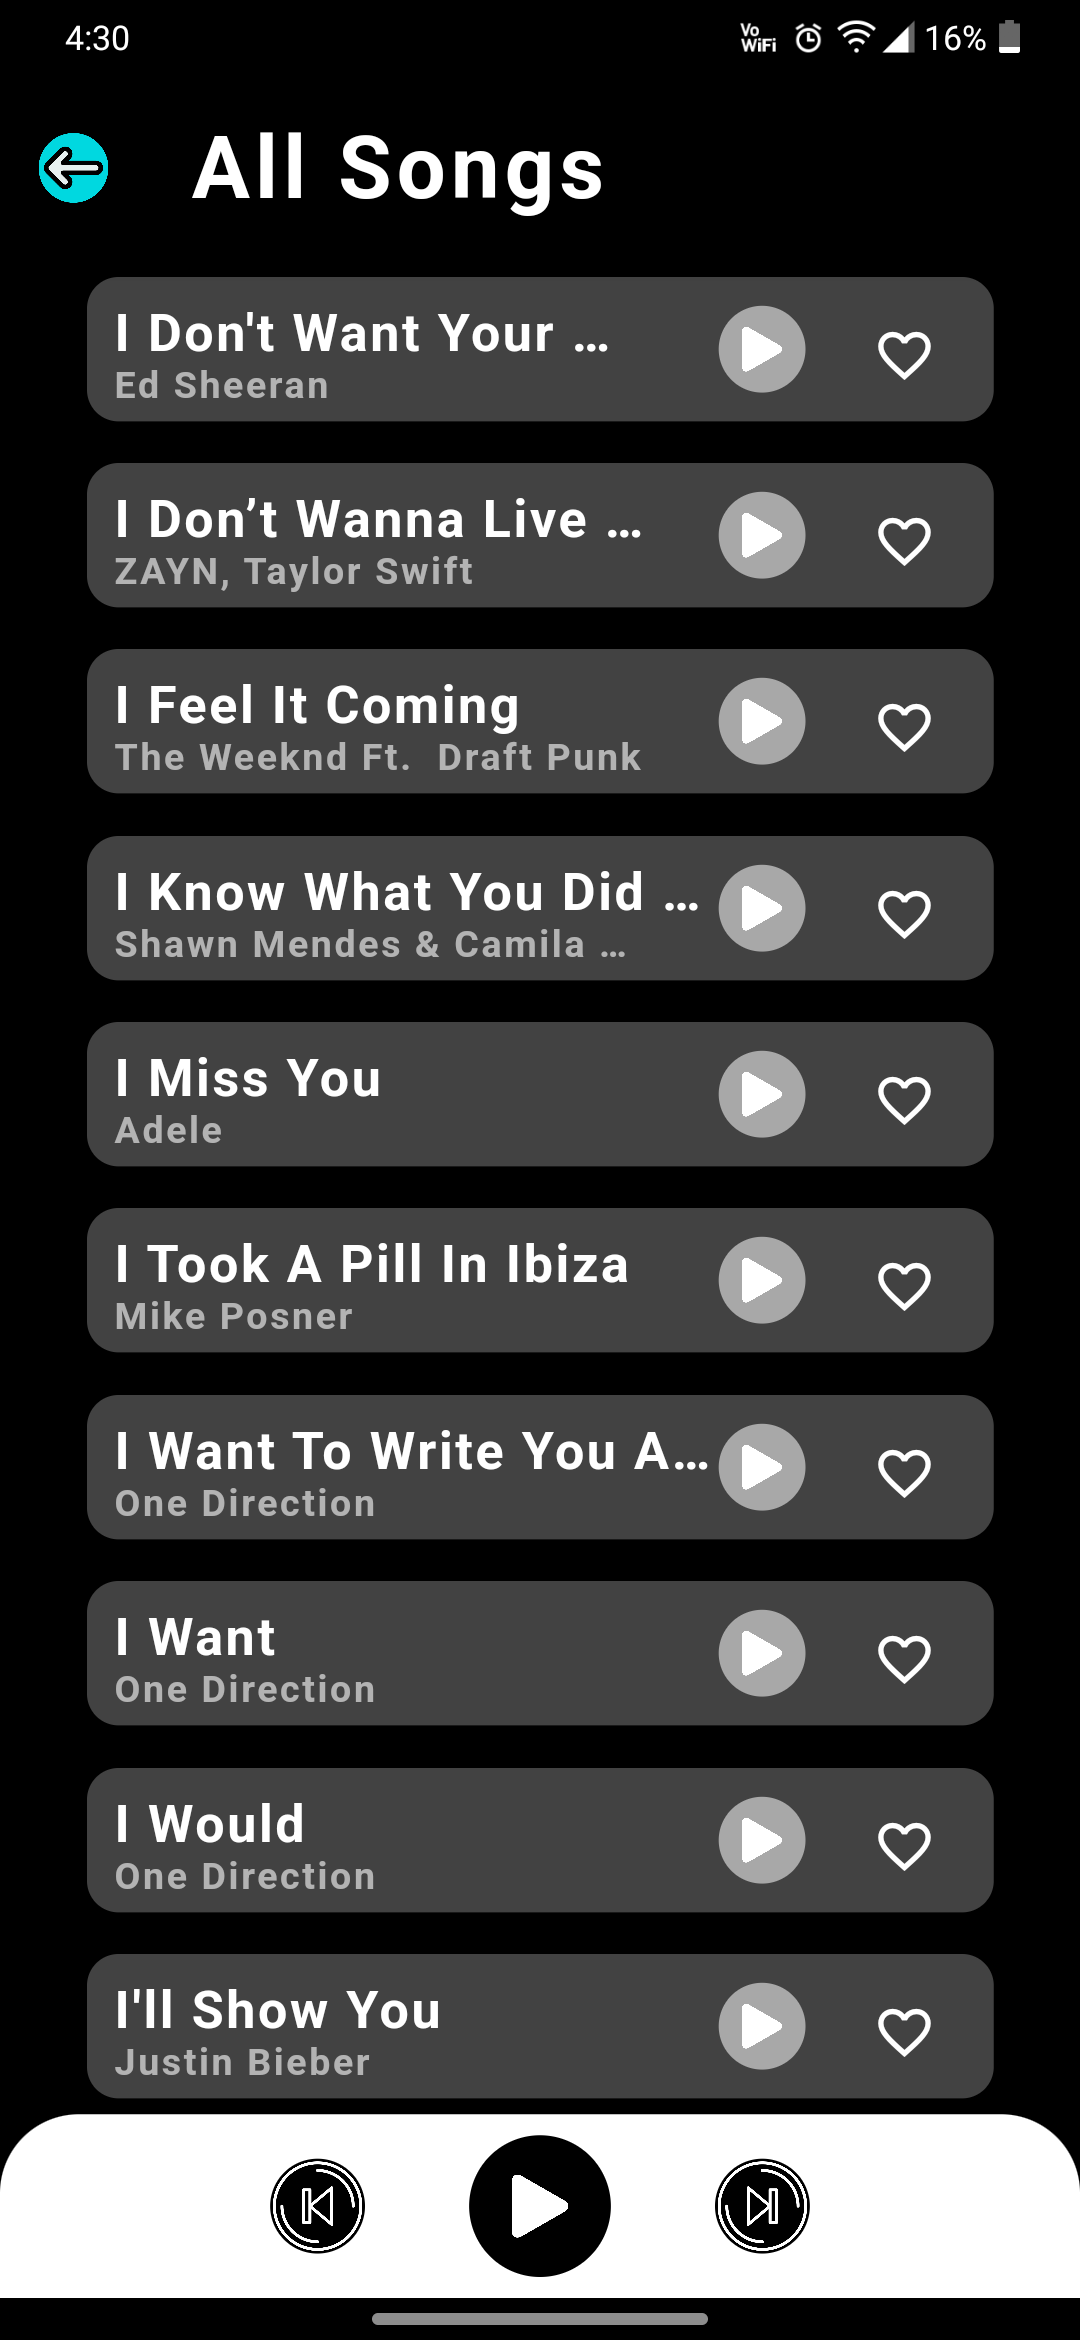 4:30
Vo WiFi
16%
All Songs
I Don't Want Your ...
Ed Sheeran
I Don’t Wanna Live ...
ZAYN, Taylor Swift
I Feel It Coming
The Weeknd Ft.  Draft Punk
I Know What You Did ...
Shawn Mendes & Camila ...
I Miss You
Adele
I Took A Pill In Ibiza
Mike Posner
I Want To Write You A...
One Direction
I Want
One Direction
I Would
One Direction
I'll Show You
Justin Bieber